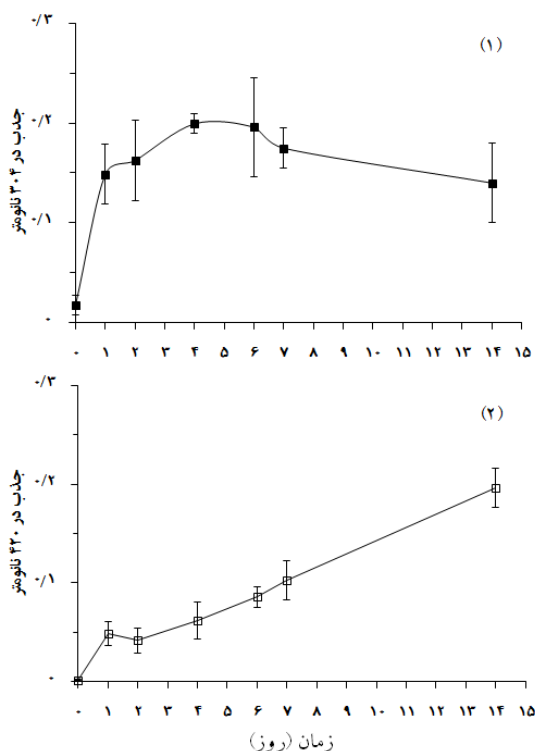 (۱)
۰/۳
۰/۲
۰/۱
۰
جذب در ۳۰۴ نانومتر
۰ ۱ ۲ ۳ ۴ ۵ ۶ ۷ ۸ ۹ ۱۰ ۱۱ ۱۲ ۱۳ ۱۴ ۱۵
(۲)
۰/۳
۰/۲
۰/۱
۰
جذب در ۴۲۰ نانومتر
۰ ۱ ۲ ۳ ۴ ۵ ۶ ۷ ۸ ۹ ۱۰ ۱۱ ۱۲ ۱۳ ۱۴ ۱۵
زمان (روز)